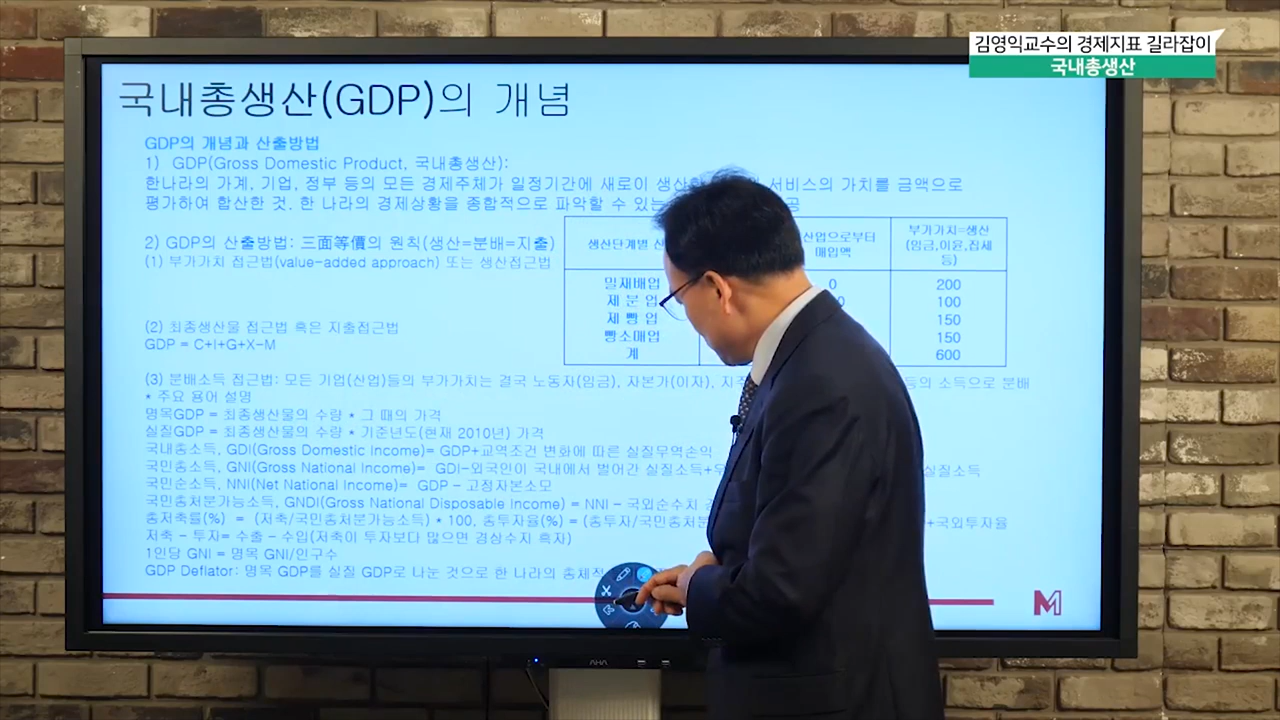 김영익교수의 경제지표 길라잡이
국내총생산
국내총생산(GDP)의 개념
GDP의 개념과 산출방법
1) GDP(Gross Domestic Product, 국내총생산):
한나라의 가계, 기업, 정부 등의 모든 경제주체가 일정기간에 새로이 서비스의 가치를 금액으로
평가하여 합산한 것. 한 나라의 경제상황을 종합적으로 파악할 수 있는
2) GDP의 산출방법: 三面等價의 원칙(생산=분배=지출)
(1) 부가가치 접근법(value-added approach) 또는 생산접근법
생산단계별
매입액
부가가치=생산
(임금,이윤,집세
등)
밀재배업 0 200
제 분 업 100
제 빵 업 150
빵소매업 150
계 600
(2) 최종생산물 접근법 혹은 지출접근법
GDP = C+I+G+X-M
(3) 분배소득 접근법: 모든 기업(산업)들의 부가가치는 결국 노동자(임금), 자본가(이자), 등의 소득으로 분배
* 주요 용어 설명
명목GDP = 최종생산물의 수량 * 그 때의 가격
실질GDP = 최종생산물의 수량 * 기준년도(현재 2010년) 가격
국내총소득, GDI(Gross Domestic Income)= GDP+교역조건 변화에 따른 실질무역손익
국민총소득, GNI(Gross National Income)= GDI-외국인이 국내에서 벌어간 실질소득+ 실질소득
국민순소득, NNI(Net National Income)= GDP - 고정자본소모
국민총처분가능소득, GNDI(Gross National Disposable Income) = NNI - 국외순수치
총저축률(%) = (저축/국민총처분가능소득) * 100, 총투자율(%) = (총투자/국민총처분 +국외투자율
저축 - 투자= 수출 - 수입(저축이 투자보다 많으면 경상수지 흑자)
1인당 GNI = 명목 GNI/인구수
GDP Deflator: 명목 GDP를 실질 GDP로 나눈 것으로 한 나라의 총체적
M
AHA